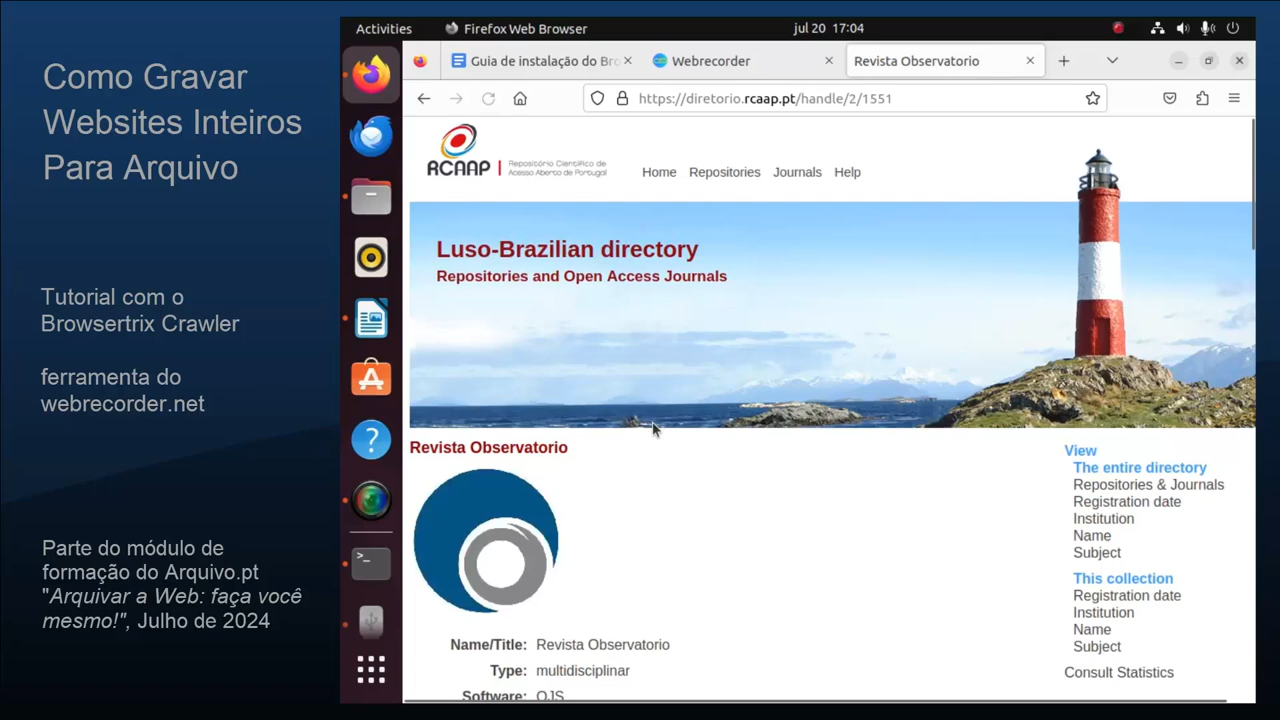 Como Gravar
Websites Inteiros
Para Arquivo
Tutorial com o
Browsertrix Crawler
ferramenta do
webrecorder.net
Parte do módulo de
formação do Arquivo.pt
"Arquivar a Web: faça você
mesmo!", Julho de 2024
Activities Firefox Web Browser jul 20 17:04
Guia de instalação do Bro Webrecorder Revista Observatorio
https://diretorio.rcaap.pt/handle/2/1551
RCAAP Repositório Científico de
Acesso Aberto de Portugal
Home Repositories Journals Help
Luso-Brazilian directory
Repositories and Open Access Journals
Revista Observatorio
Name/Title: Revista Observatorio
Type: multidisciplinar
Software: OJS
View
The entire directory
Repositories & Journals
Registration date
Institution
Name
Subject
This collection
Registration date
Institution
Name
Subject
Consult Statistics